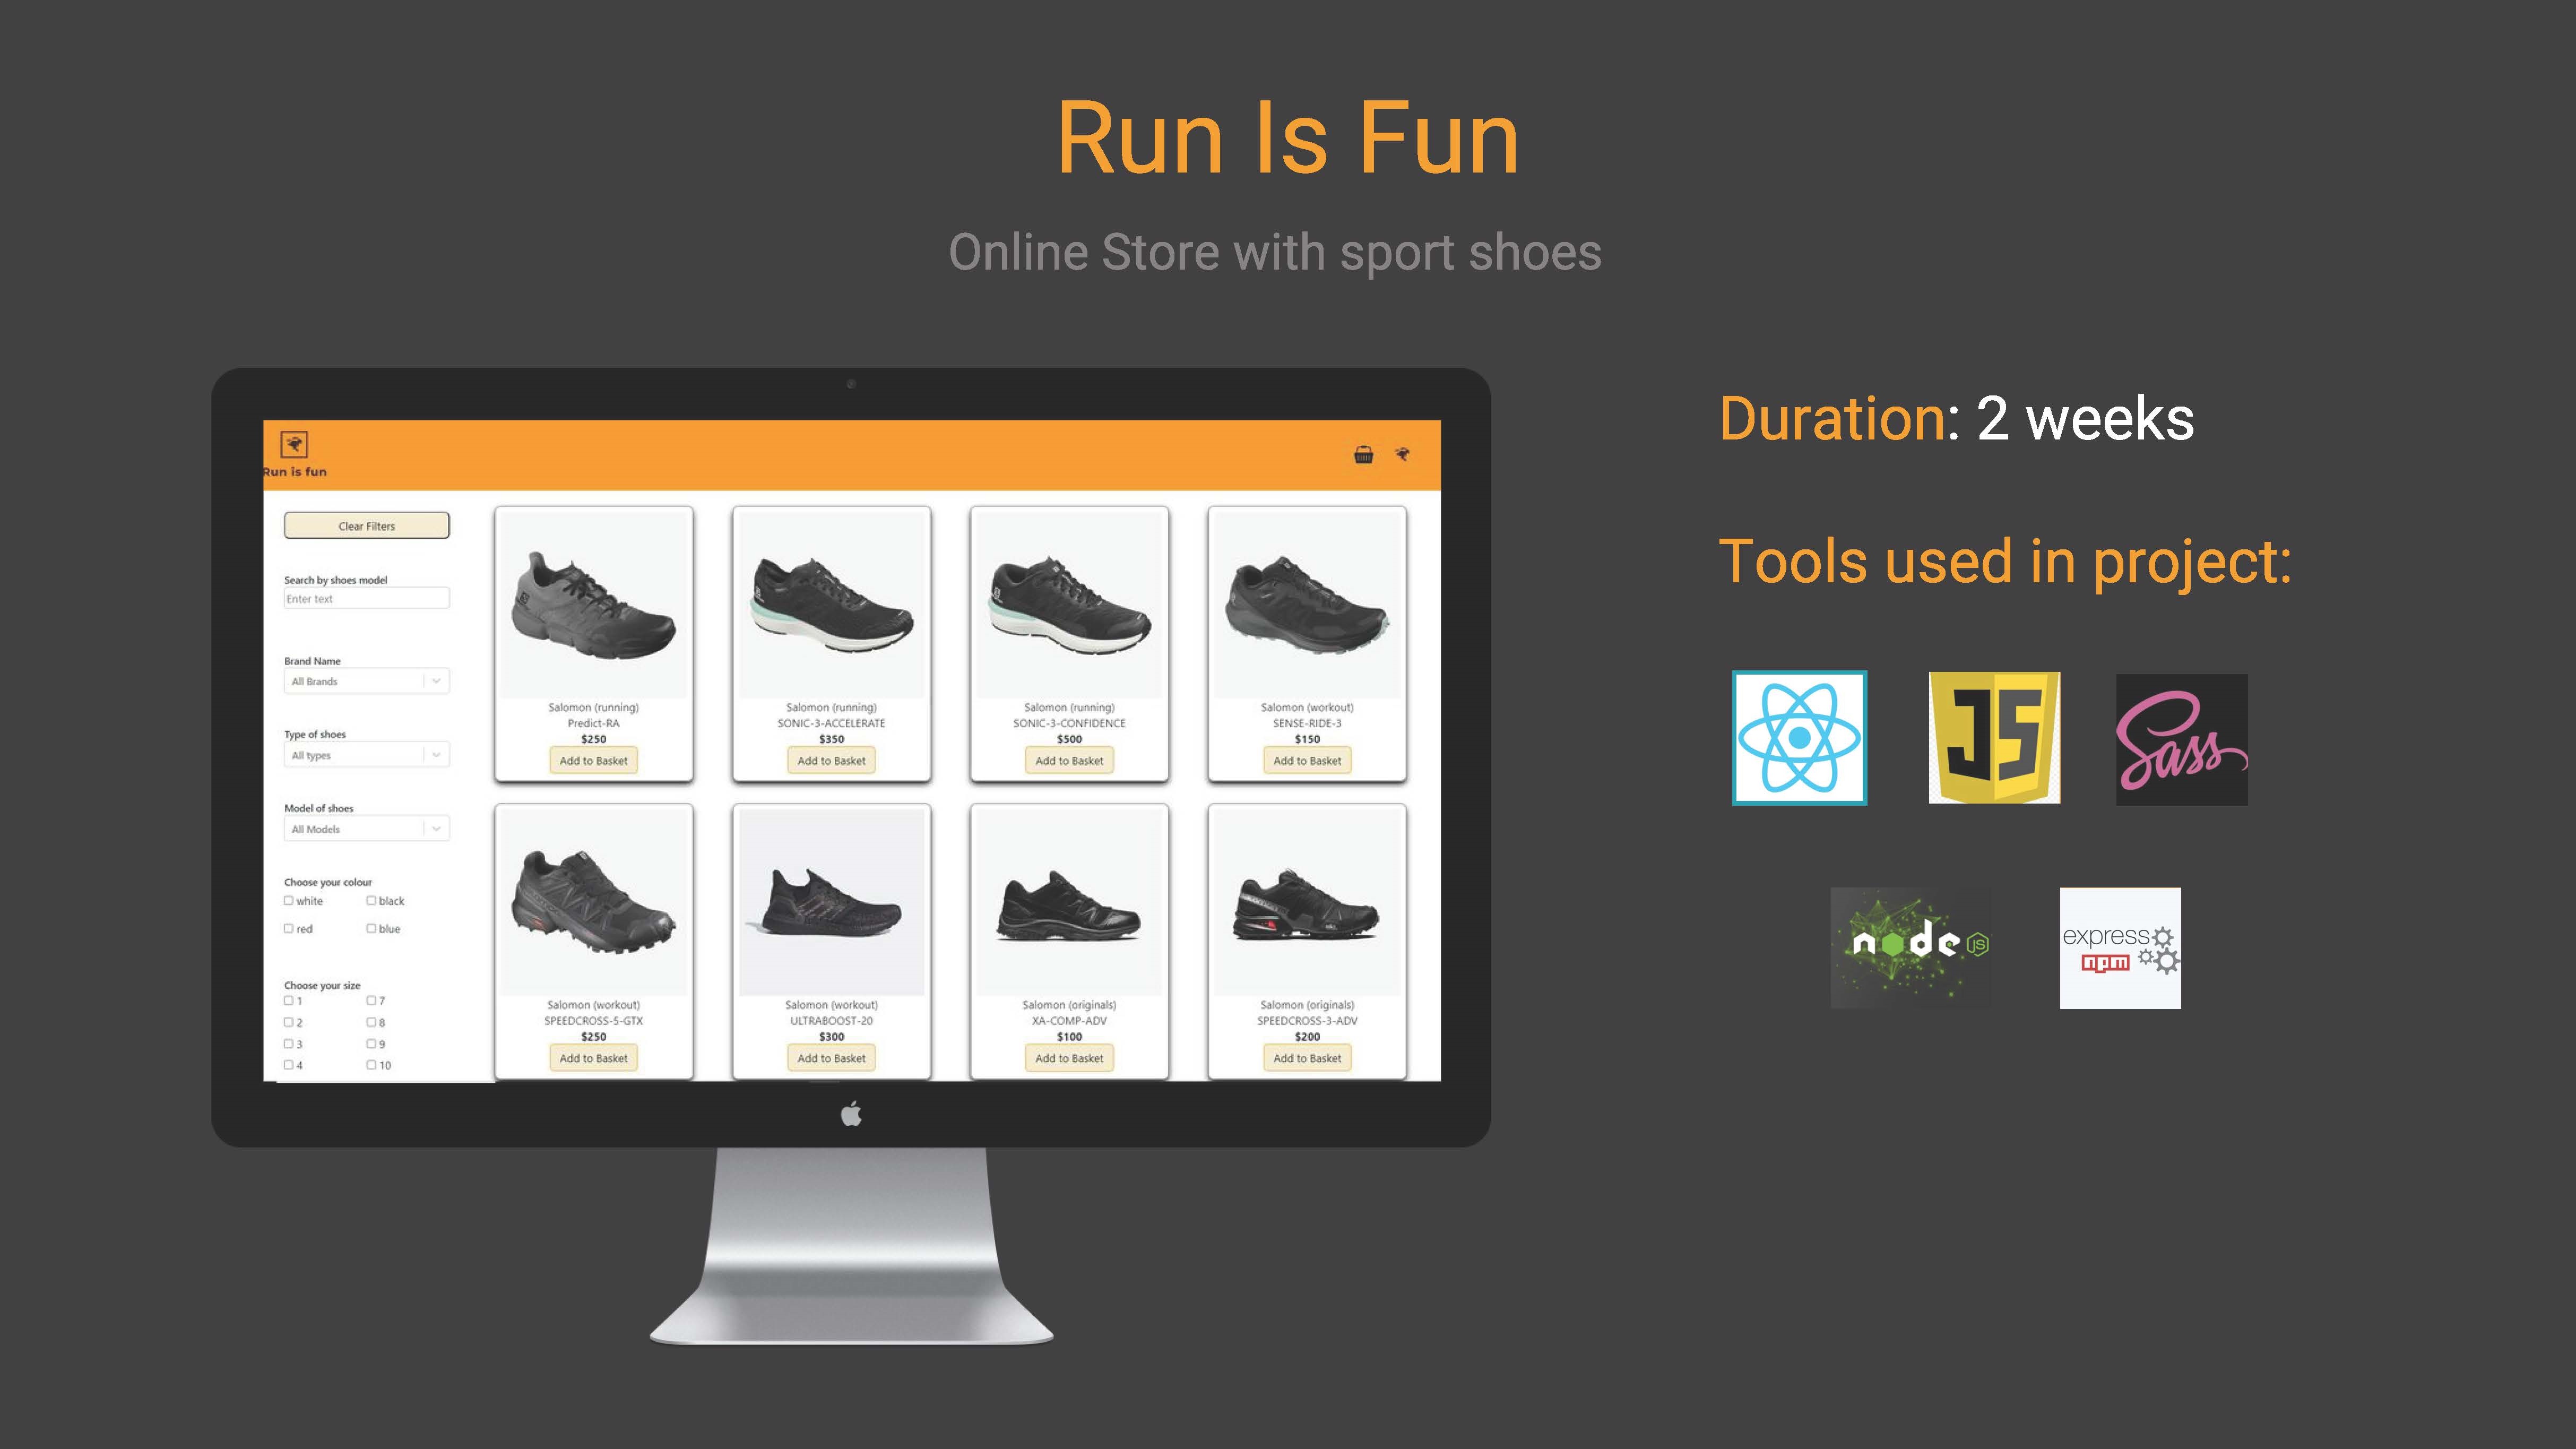 Run Is Fun
Online Store with sport shoes
Run is fun
Clear Filters
Search by shoes model
Enter text
Brand Name
All Brands
Type of shoes
All types
Model of shoes
All Models
Choose your colour
white black
red blue
Choose your size
1 7
2 8
3 9
4 10
Salomon (running)
Predict-RA
$250
Add to Basket
Salomon (running)
SONIC-3-ACCELERATE
$350
Add to Basket
Salomon (running)
SONIC-3-CONFIDENCE
$500
Add to Basket
Salomon (workout)
SENSE-RIDE-3
$150
Add to Basket
Salomon (workout)
SPEEDCROSS-5-GTX
$250
Add to Basket
Salomon (workout)
ULTRABOOST-20
$300
Add to Basket
Salomon (originals)
XA-COMP-ADV
$100
Add to Basket
Salomon (originals)
SPEEDCROSS-3-ADV
$200
Add to Basket
Duration: 2 weeks
Tools used in project:
JS
Sass
node JS
express
npm